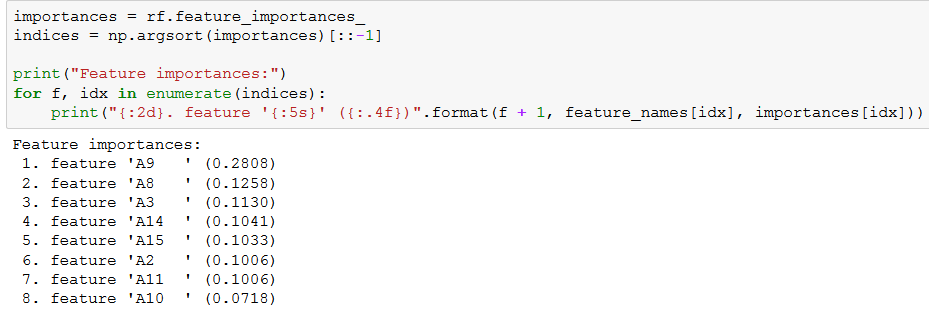 importances = rf.feature_importances_
indices = np.argsort(importances)[::-1]

print("Feature importances:")
for f, idx in enumerate(indices):
    print("{:2d}. feature '{:5s}' ({:.4f})".format(f + 1, feature_names[idx], importances[idx]))
Feature importances:
 1. feature 'A9   ' (0.2808)
 2. feature 'A8   ' (0.1258)
 3. feature 'A3   ' (0.1130)
 4. feature 'A14  ' (0.1041)
 5. feature 'A15  ' (0.1033)
 6. feature 'A2   ' (0.1006)
 7. feature 'A11  ' (0.1006)
 8. feature 'A10  ' (0.0718)